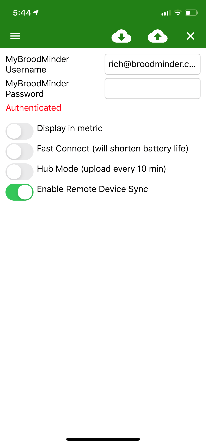 5:44
MyBroodMinder
Username
rich@broodminder.c...
MyBroodMinder
Password
Authenticated
Display in metric
Fast Connect (will shorten battery life)
Hub Mode (upload every 10 min)
Enable Remote Device Sync